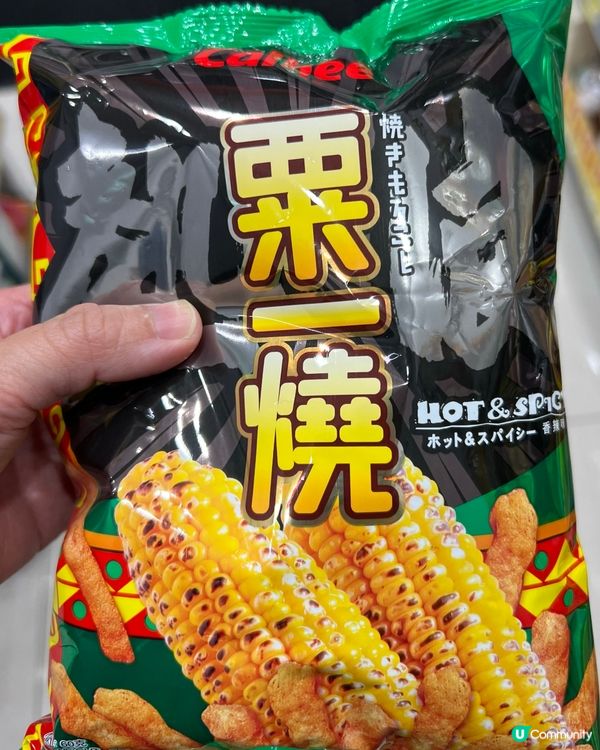 Calbee
粟一燒
焼きもろこし
HOT & SPIC
ホット&スパイシー 香辣味
U Community